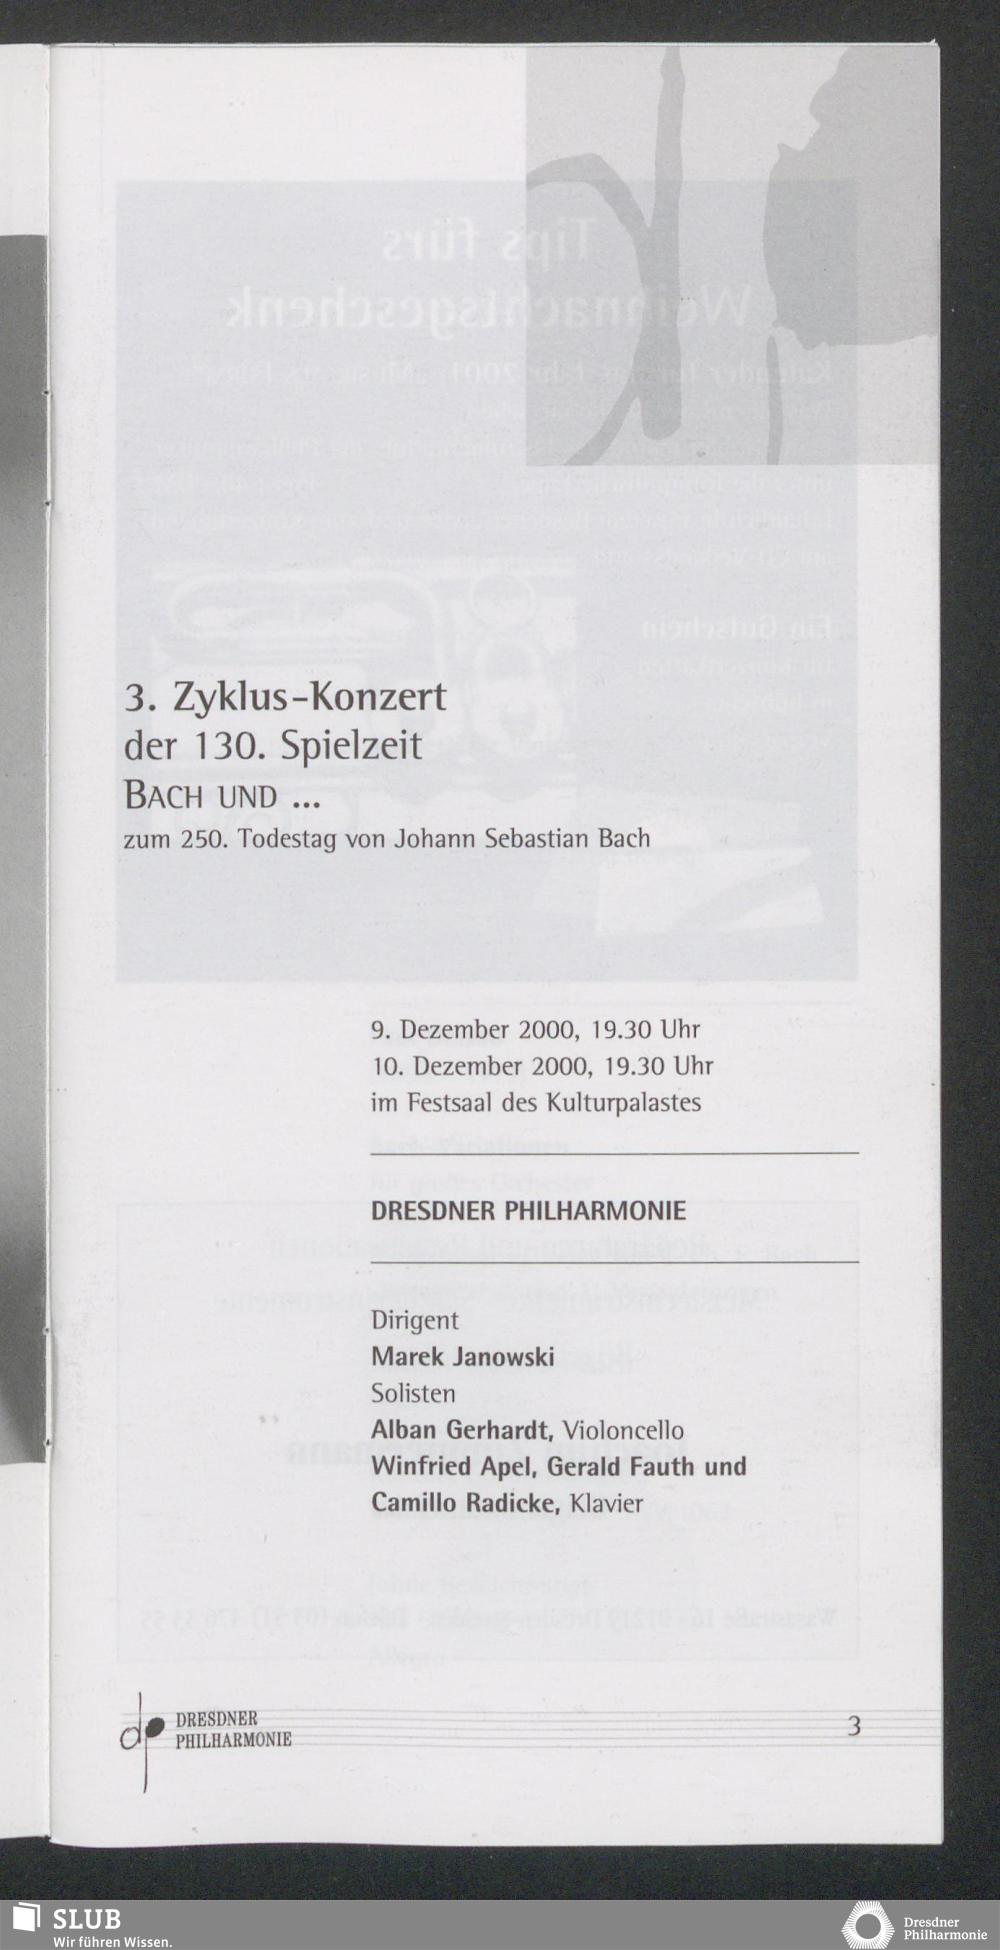 3. Zyklus-Konzert
der 130. Spielzeit
BACH UND ...
zum 250. Todestag von Johann Sebastian Bach
9. Dezember 2000, 19.30 Uhr
10. Dezember 2000, 19.30 Uhr
im Festsaal des Kulturpalastes
DRESDNER PHILHARMONIE
Dirigent
Marek Janowski
Solisten
Alban Gerhardt, Violoncello
Winfried Apel, Gerald Fauth und
Camillo Radicke, Klavier
DRESDNER
PHILHARMONIE
3
SLUB
Wir führen Wissen.
Dresdner
Philharmonie